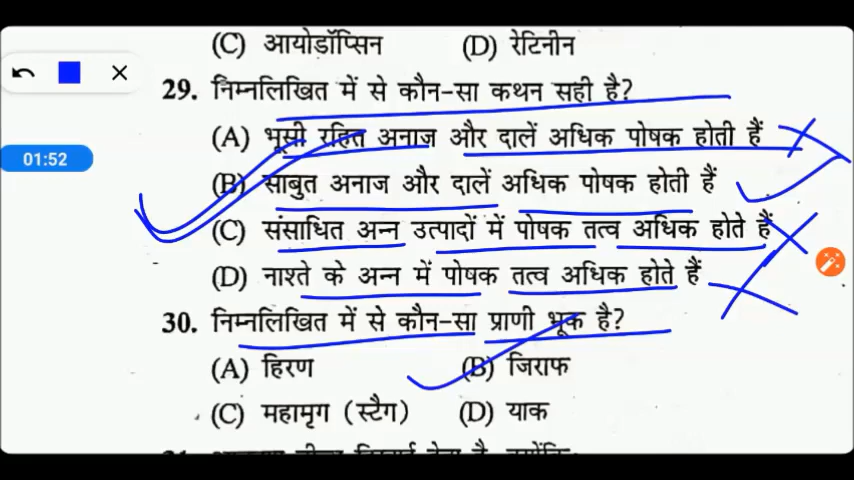 (C) आयोडॉप्सिन (D) रेटिनीन
29. निम्नलिखित में से कौन-सा कथन सही है?
(A) भूसी रहित अनाज और दालें अधिक पोषक होती हैं
01:52
(B) साबुत अनाज और दालें अधिक पोषक होती हैं
(C) संसाधित अन्न उत्पादों में पोषक तत्व अधिक होते हैं
(D) नाश्ते के अन्न में पोषक तत्व अधिक होते हैं
30. निम्नलिखित में से कौन-सा प्राणी भूक है?
(A) हिरण (B) जिराफ
(C) महामृग (स्टैग) (D) याक